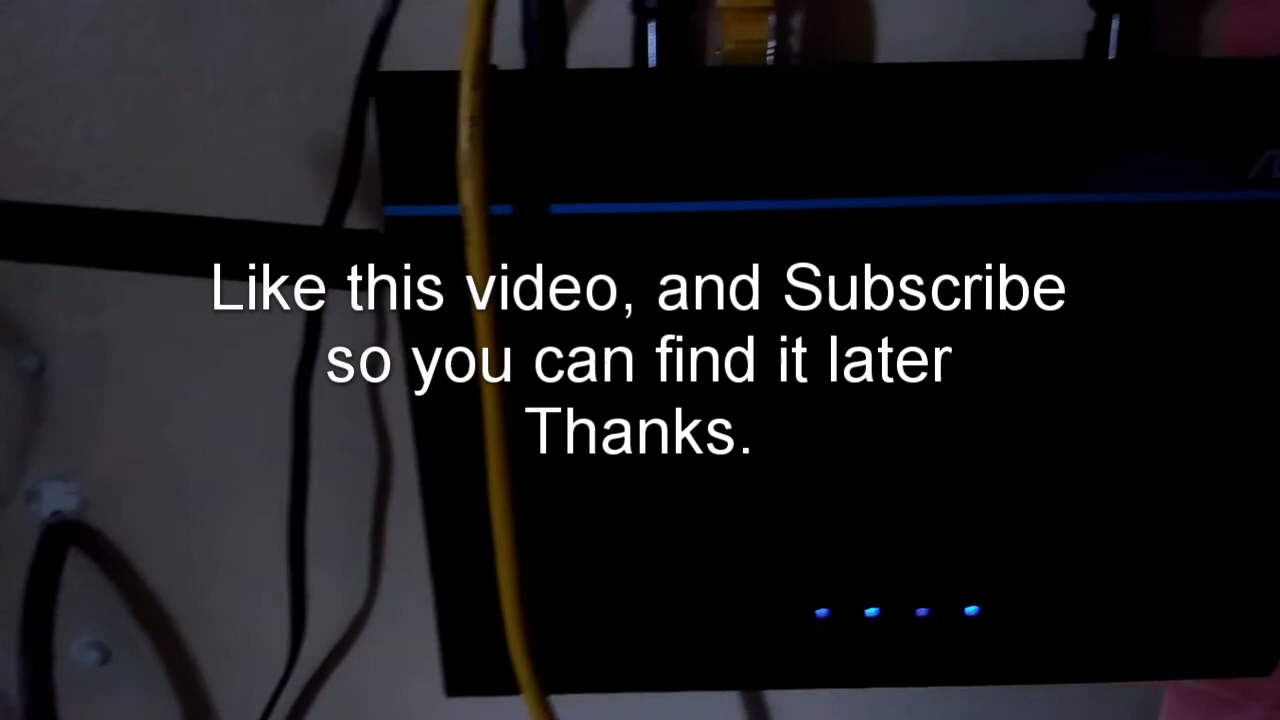 Like this video, and Subscribe
so you can find it later
Thanks.